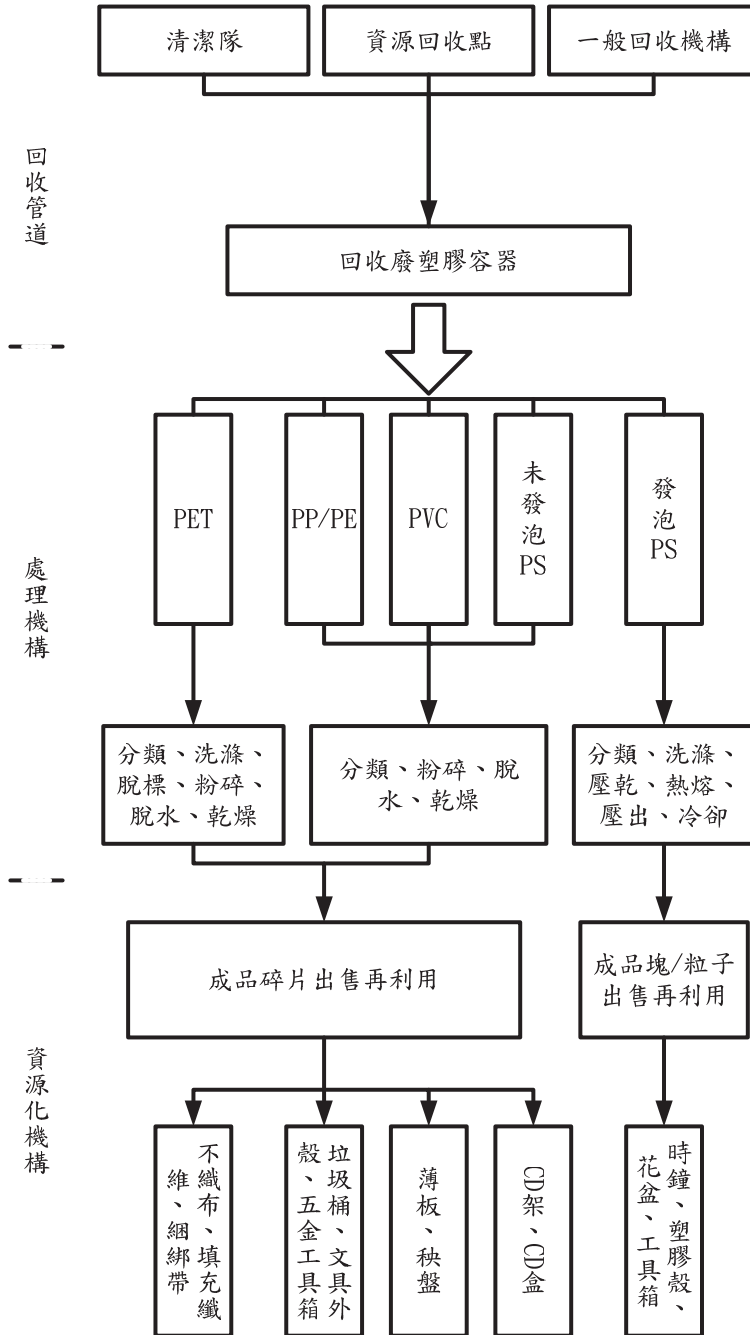 清潔隊
資源回收點
一般回收機構
回收管道
回收廢塑膠容器
處理機構
PET
PP/PE
PVC
未發泡PS
發泡PS
分類、洗滌、
脫標、粉碎、
脫水、乾燥
分類、粉碎、脫
水、乾燥
分類、洗滌、
壓乾、熱熔、
壓出、冷卻
資源化機構
成品碎片出售再利用
成品塊/粒子
出售再利用
不織布、填充纖
維、綑綁帶
垃圾桶、文具外
殼、五金工具箱
薄板、秧盤
CD架、CD盒
時鐘、塑膠殼、
花盆、工具箱